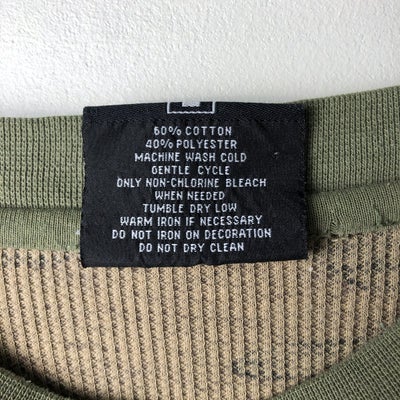 60% COTTON
40% POLYESTER
MACHINE WASH COLD
GENTLE CYCLE
ONLY NON-CHLORINE BLEACH
WHEN NEEDED
TUMBLE DRY LOW
WARM IRON IF NECESSARY
DO NOT IRON ON DECORATION
DO NOT DRY CLEAN